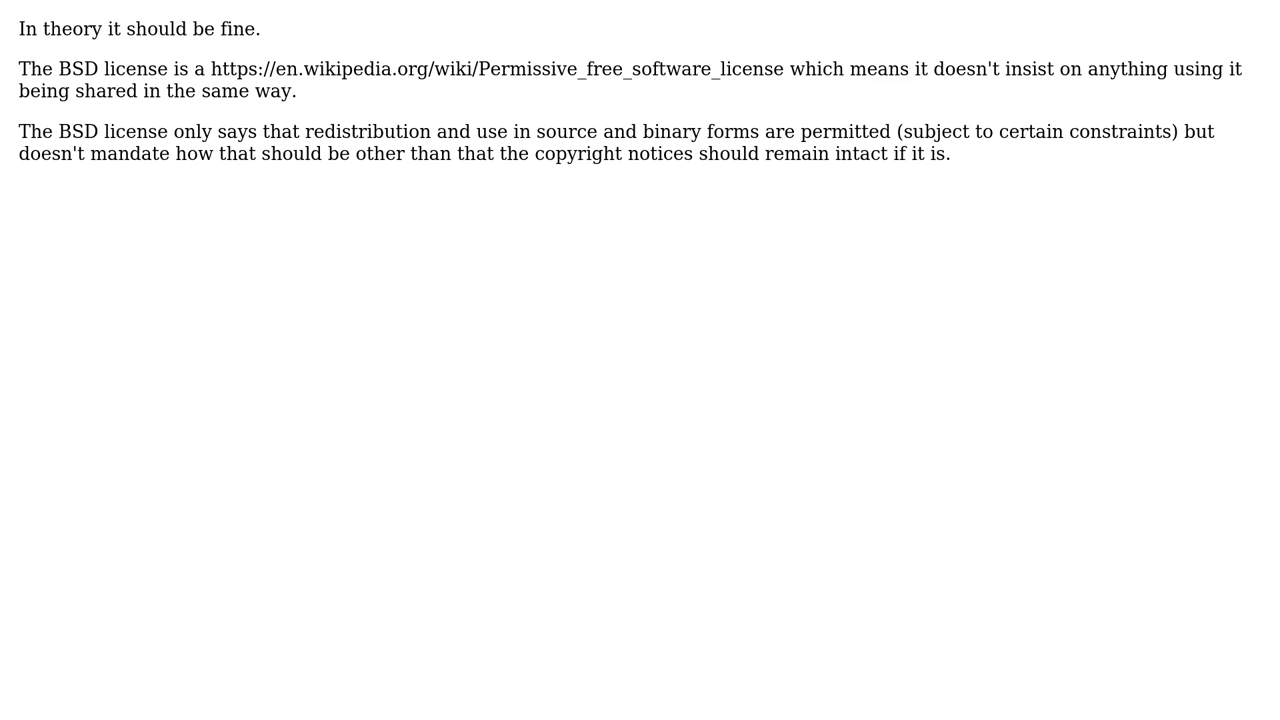 In theory it should be fine.
The BSD license is a https://en.wikipedia.org/wiki/Permissive_free_software_license which means it doesn't insist on anything using it
being shared in the same way.
The BSD license only says that redistribution and use in source and binary forms are permitted (subject to certain constraints) but
doesn't mandate how that should be other than that the copyright notices should remain intact if it is.